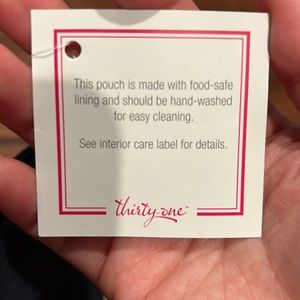 This pouch is made with food-safe
lining and should be hand-washed
for easy cleaning.
See interior care label for details.
thirty-one™